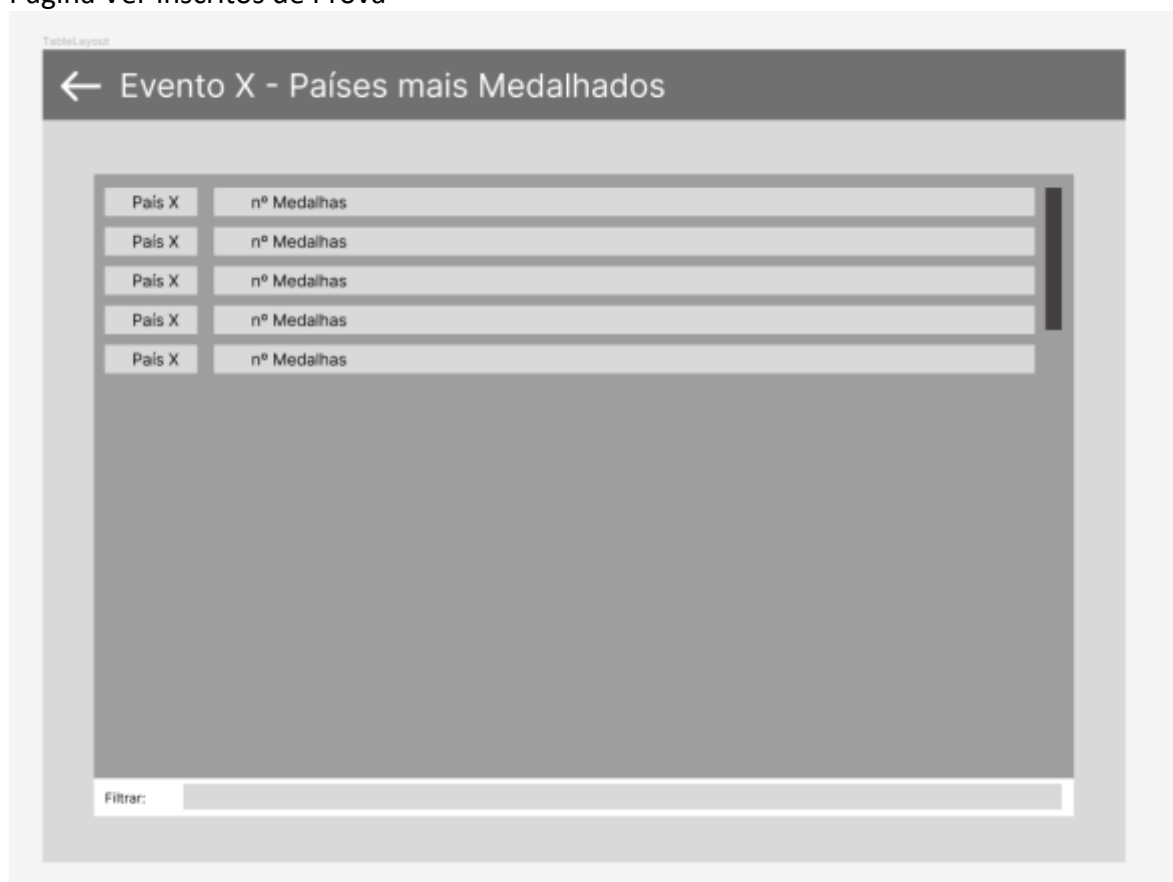 Página Ver Inscritos de Prova
TableLayout
Evento X - Países mais Medalhados
País X nº Medalhas
País X nº Medalhas
País X nº Medalhas
País X nº Medalhas
País X nº Medalhas
Filtrar: